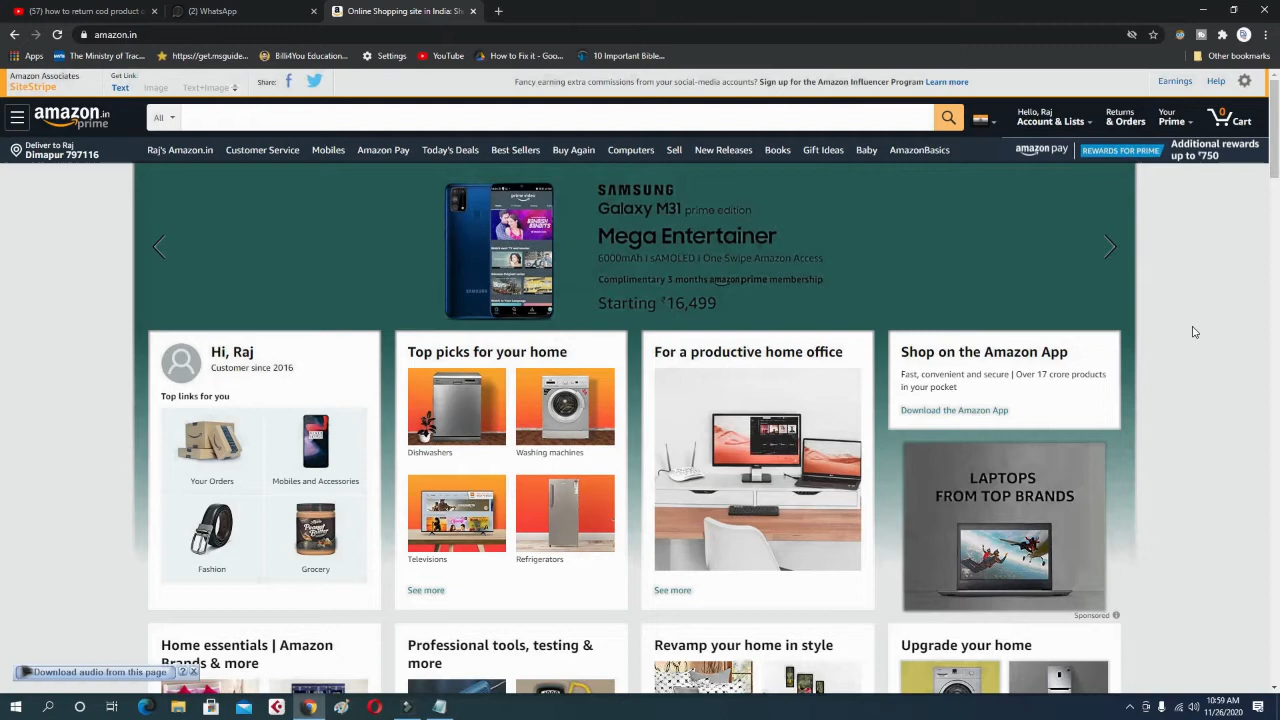 (57) how to return cod product o
(2) WhatsApp
Online Shopping site in India: Sh
amazon.in
Apps
The Ministry of Trac...
https://get.msguide...
Billi4You Education...
Settings
YouTube
How to Fix it – Goo...
10 Important Bible...
Other bookmarks
Amazon Associates
SiteStripe
Get Link:
Text
Image
Text+Image
Share:
Fancy earning extra commissions from your social-media accounts? Sign up for the Amazon Influencer Program Learn more
Earnings
Help
amazon.in
prime
All
Hello, Raj
Account & Lists
Returns
& Orders
Your
Prime
0
Cart
Deliver to Raj
Dimapur 797116
Raj's Amazon.in
Customer Service
Mobiles
Amazon Pay
Today's Deals
Best Sellers
Buy Again
Computers
Sell
New Releases
Books
Gift Ideas
Baby
AmazonBasics
amazon pay
REWARDS FOR PRIME
Additional rewards
up to ₹750
SAMSUNG
Galaxy M31 prime edition
Mega Entertainer
6000mAh I sAMOLED I One Swipe Amazon Access
Complimentary 3 months amazonprime membership
Starting ₹16,499
SAMSUNG
Hi, Raj
Customer since 2016
Top links for you
Your Orders
Mobiles and Accessories
Fashion
Grocery
Top picks for your home
Dishwashers
Washing machines
Televisions
Refrigerators
See more
For a productive home office
See more
Shop on the Amazon App
Fast, convenient and secure | Over 17 crore products
in your pocket
Download the Amazon App
LAPTOPS
FROM TOP BRANDS
Sponsored
Home essentials | Amazon
Brands & more
Professional tools, testing &
more
Revamp your home in style
Upgrade your home
Download audio from this page
?
X
10:59 AM
11/26/2020